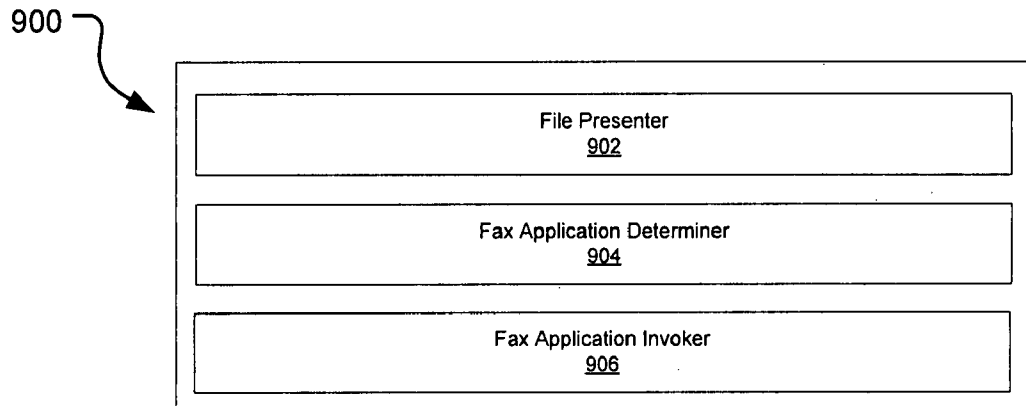 900
File Presenter
902
Fax Application Determiner
904
Fax Application Invoker
906